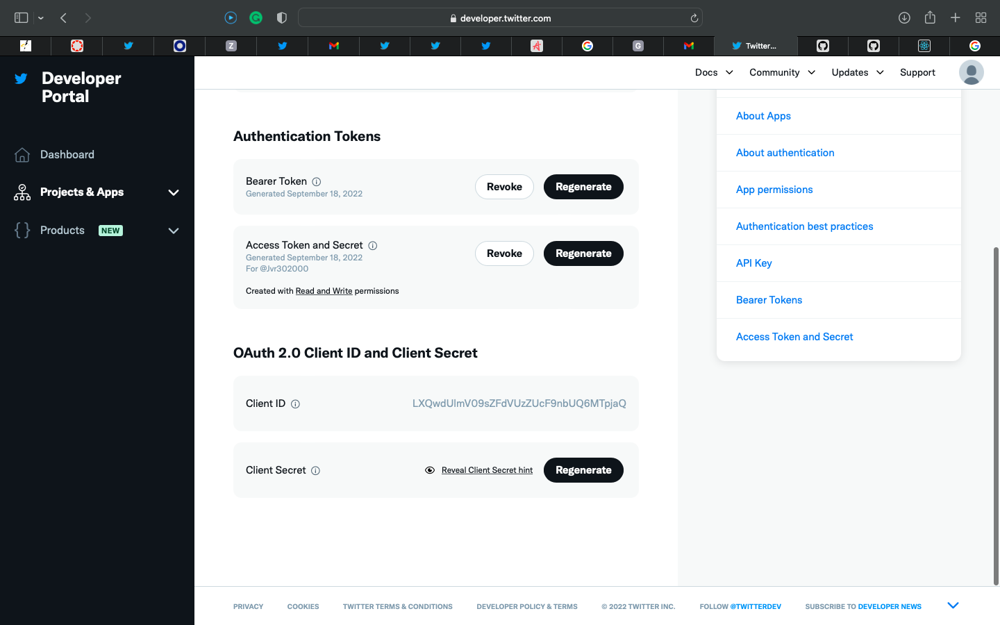 developer.twitter.com
Z
G
Twitter...
Developer
Portal
Docs Community Updates Support
Dashboard
Projects & Apps
Products NEW
Authentication Tokens
Bearer Token
Generated September 18, 2022
Revoke Regenerate
Access Token and Secret
Generated September 18, 2022
For @Jvr302000
Revoke Regenerate
Created with Read and Write permissions
OAuth 2.0 Client ID and Client Secret
Client ID LXQwdUlmV09sZFdVUzZUcF9nbUQ6MTpjaQ
Client Secret Reveal Client Secret hint Regenerate
About Apps
About authentication
App permissions
Authentication best practices
API Key
Bearer Tokens
Access Token and Secret
PRIVACY COOKIES TWITTER TERMS & CONDITIONS DEVELOPER POLICY & TERMS © 2022 TWITTER INC. FOLLOW @TWITTERDEV SUBSCRIBE TO DEVELOPER NEWS